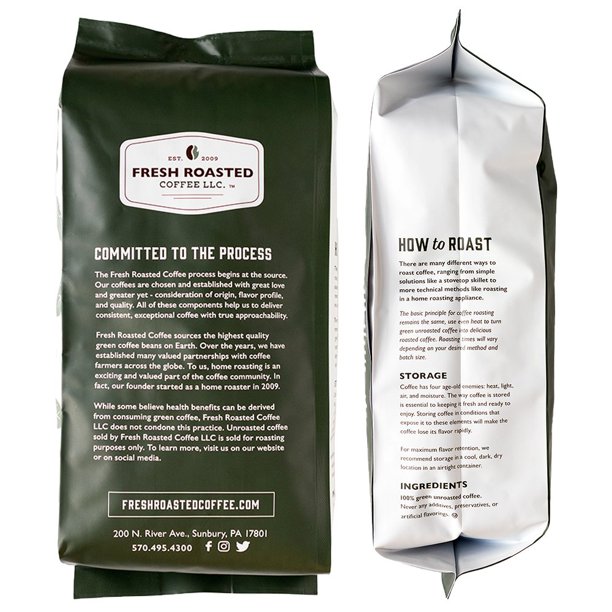 EST. 2009
FRESH ROASTED
COFFEE LLC. ™
COMMITTED TO THE PROCESS
The Fresh Roasted Coffee process begins at the source.
Our coffees are chosen and established with great love
and greater yet - consideration of origin, flavor profile,
and quality. All of these components help us to deliver
consistent, exceptional coffee with true approachability.
Fresh Roasted Coffee sources the highest quality
green coffee beans on Earth. Over the years, we have
established many valued partnerships with coffee
farmers across the globe. To us, home roasting is an
exciting and valued part of the coffee community. In
fact, our founder started as a home roaster in 2009.
While some believe health benefits can be derived
from consuming green coffee, Fresh Roasted Coffee
LLC does not condone this practice. Unroasted coffee
sold by Fresh Roasted Coffee LLC is sold for roasting
purposes only. To learn more, visit us on our website
or on social media.
FRESHROASTEDCOFFEE.COM
200 N. River Ave., Sunbury, PA 17801
570.495.4300
HOW to ROAST
There are many different ways to
roast coffee, ranging from simple
solutions like a stovetop skillet to
more technical methods like roasting
in a home roasting appliance.
The basic principle for coffee roasting
remains the same, use even heat to turn
green unroasted coffee into delicious
roasted coffee. Roasting times will vary
depending on your desired method and
batch size.
STORAGE
Coffee has four age-old enemies: heat, light,
air, and moisture. The way coffee is stored
is essential to keeping it fresh and ready to
enjoy. Storing coffee in conditions that
expose it to these elements will make the
coffee lose its flavor rapidly.
For maximum flavor retention, we
recommend storage in a cool, dark, dry
location in an airtight container.
INGREDIENTS
100% green unroasted coffee.
Never any additives, preservatives, or
artificial flavorings.